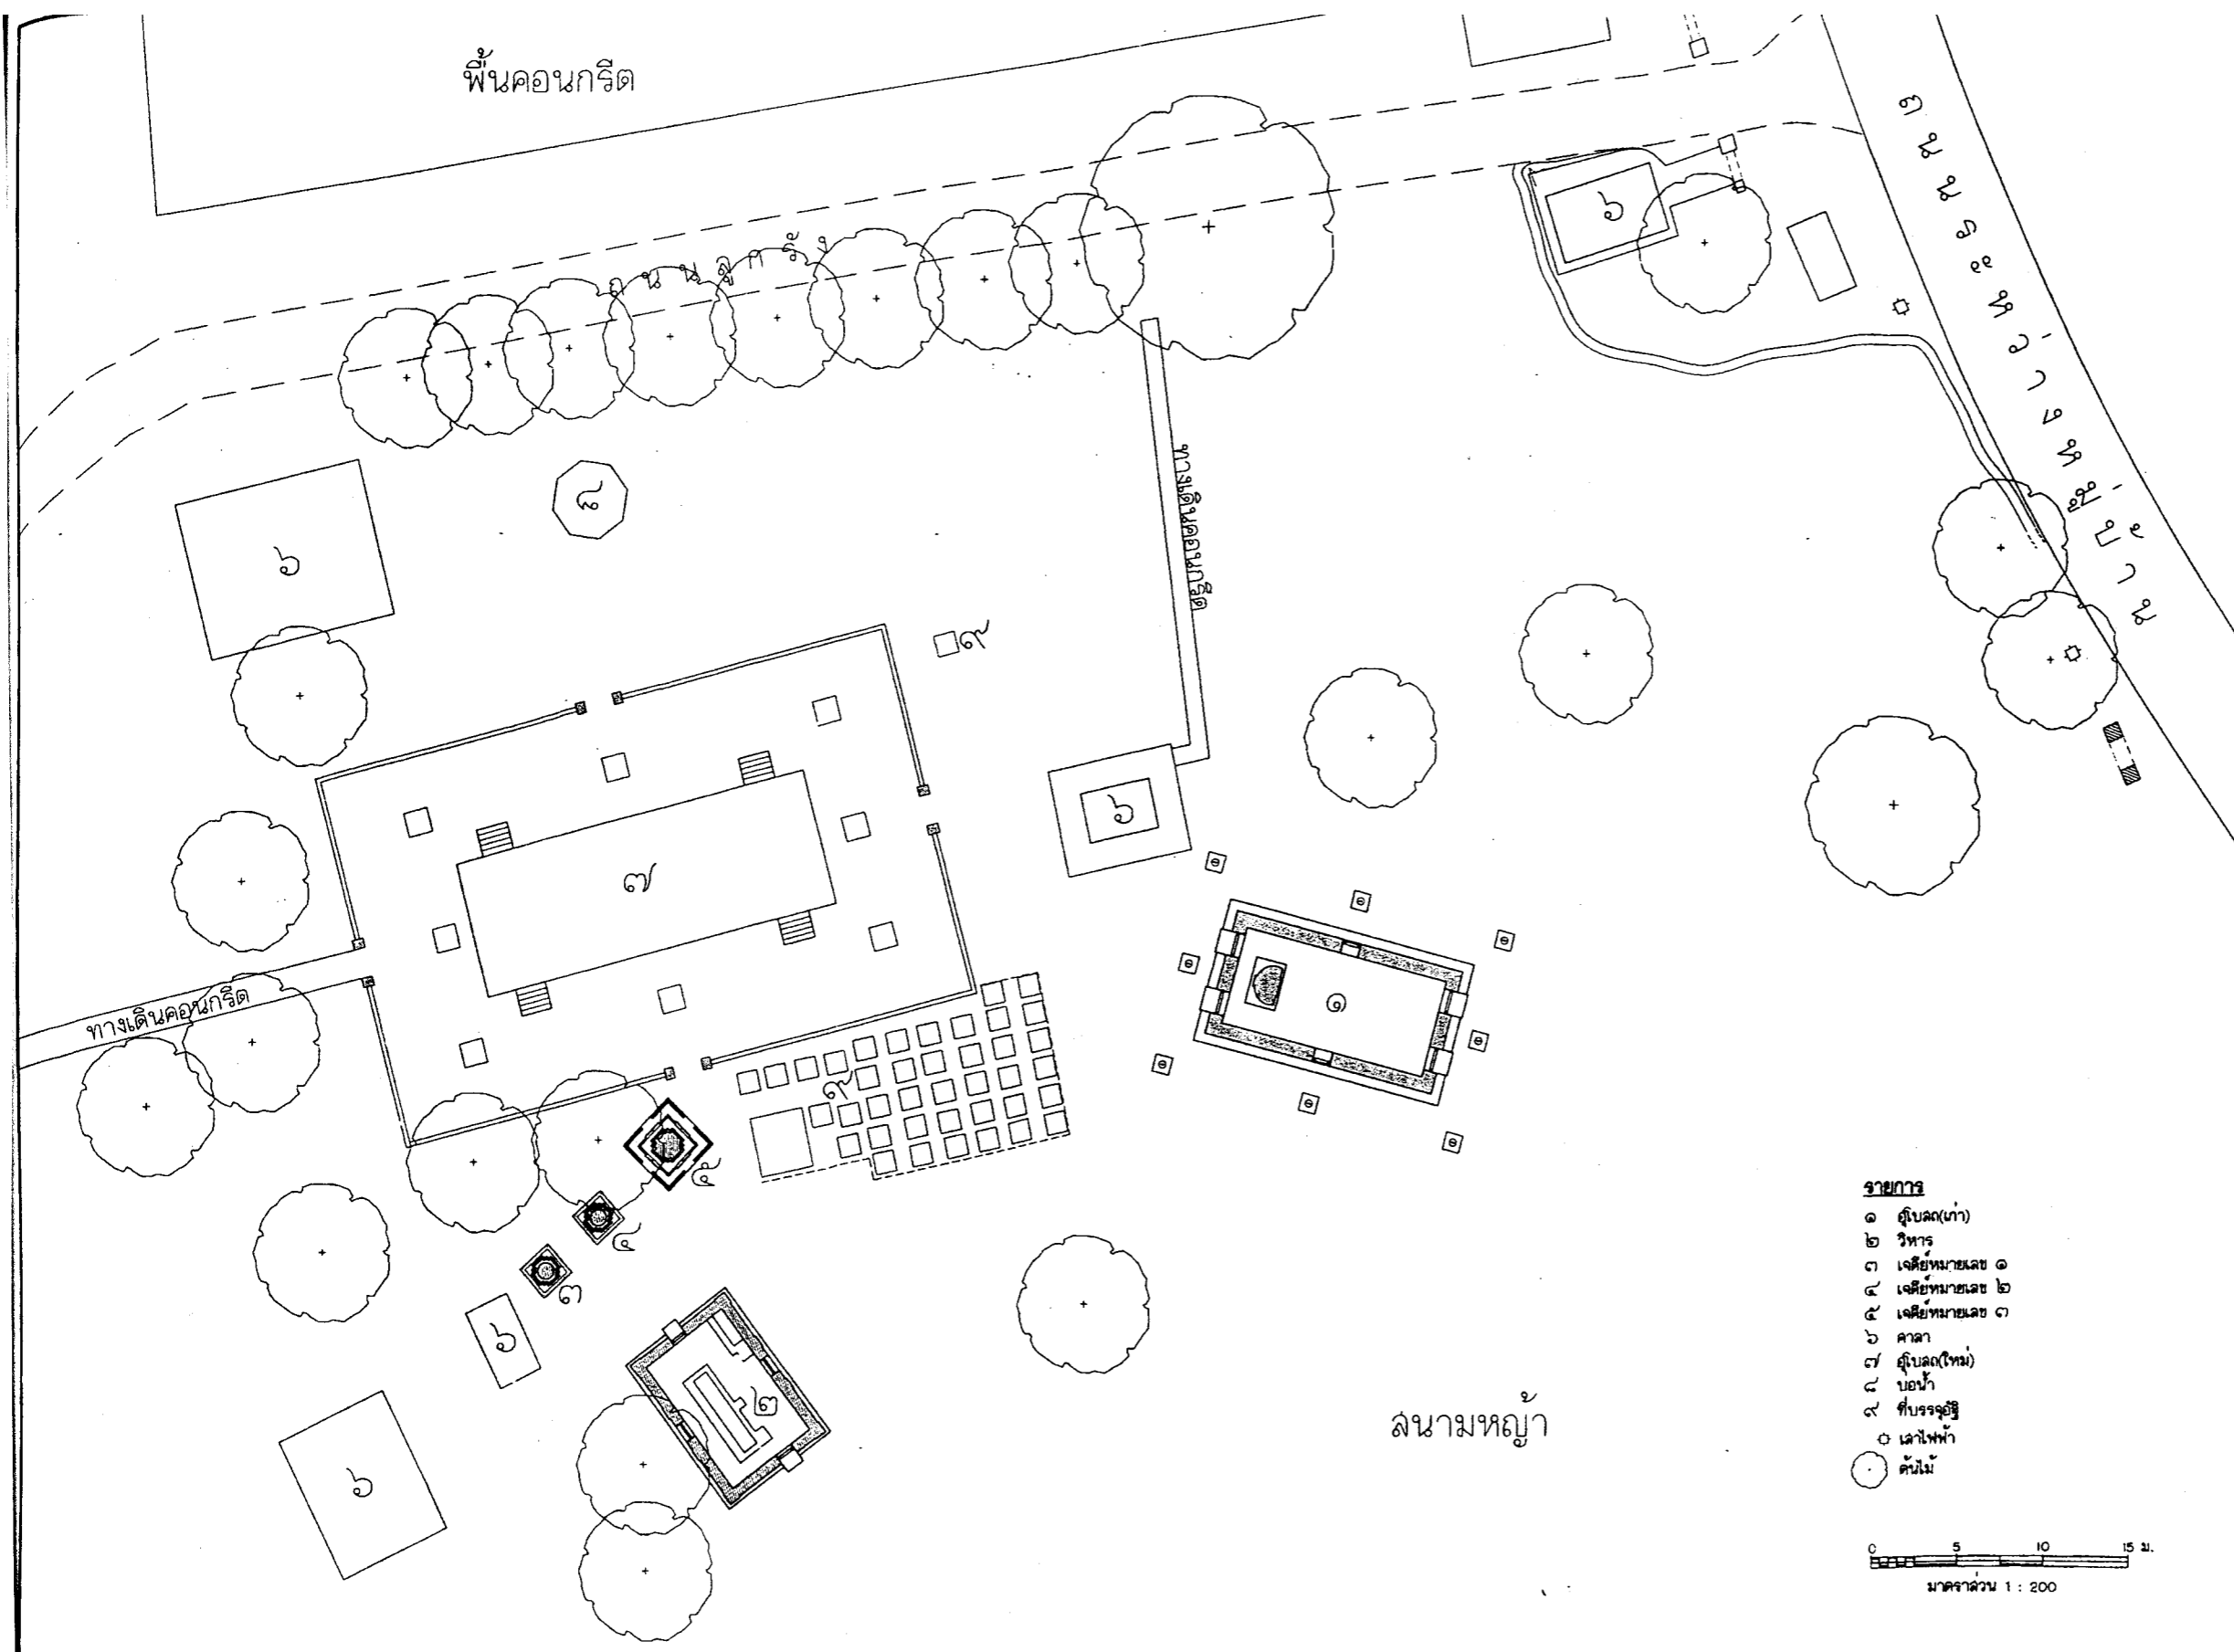 พื้นคอนกรีต
ถนนระหว่างหมู่บ้าน
ถนนลูกรัง
๖
๘
๖
ทางเดินคอนกรีต
๙
๖
๗
๑
ทางเดินคอนกรีต
๙
๕
๔
๓
๖
๒
๖
สนามหญ้า
รายการ
๑ อุโบสถ(เก่า)
๒ วิหาร
๓ เจดีย์หมายเลข ๑
๔ เจดีย์หมายเลข ๒
๕ เจดีย์หมายเลข ๓
๖ ศาลา
๗ อุโบสถ(ใหม่)
๘ บอน้ำ
๙ ที่บรรจุอัฐิ
เสาไฟฟ้า
ต้นไม้
0 5 10 15 ม.
มาตราส่วน 1 : 200